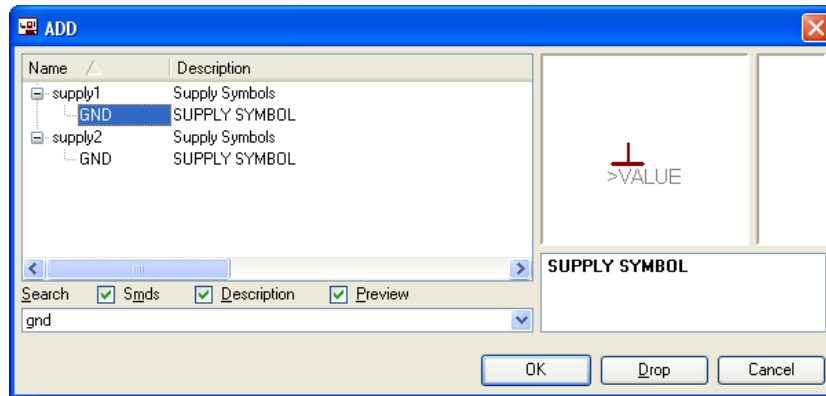 ADD
Name Description
supply1 Supply Symbols
GND SUPPLY SYMBOL
supply2 Supply Symbols
GND SUPPLY SYMBOL
>VALUE
SUPPLY SYMBOL
Search Smds Description Preview
gnd
OK Drop Cancel